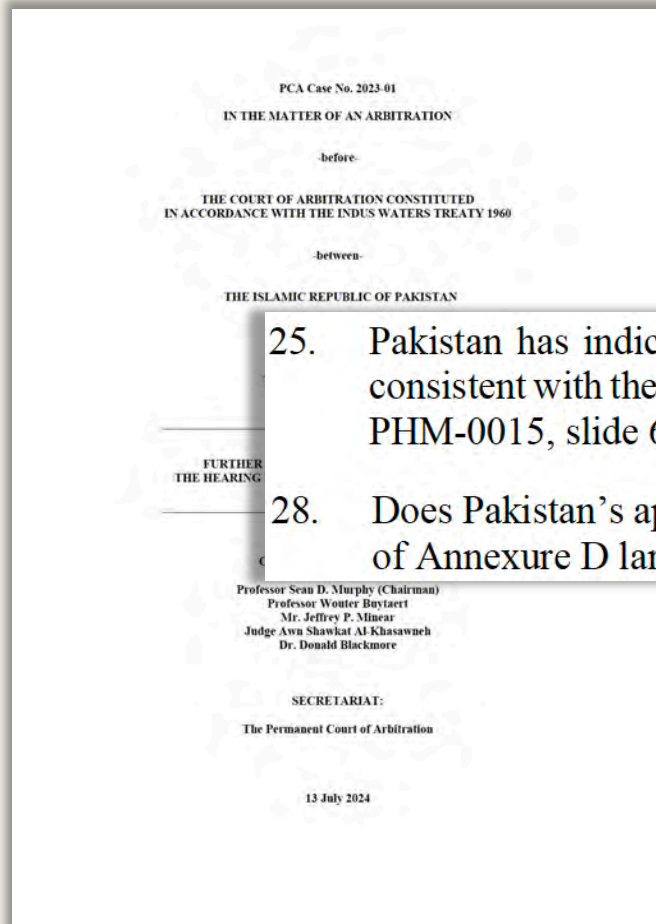 PCA Case No. 2023-01
IN THE MATTER OF AN ARBITRATION
-before-
THE COURT OF ARBITRATION CONSTITUTED
IN ACCORDANCE WITH THE INDUS WATERS TREATY 1960
-between-
THE ISLAMIC REPUBLIC OF PAKISTAN
25. Pakistan has indic
consistent with the
PHM-0015, slide 6
FURTHER
THE HEARING
28. Does Pakistan's ap
of Annexure D lan
Professor Sean D. Murphy (Chairman)
Professor Wouter Buytaert
Mr. Jeffrey P. Minear
Judge Awn Shawkat Al-Khasawneh
Dr. Donald Blackmore
SECRETARIAT:
The Permanent Court of Arbitration
13 July 2024